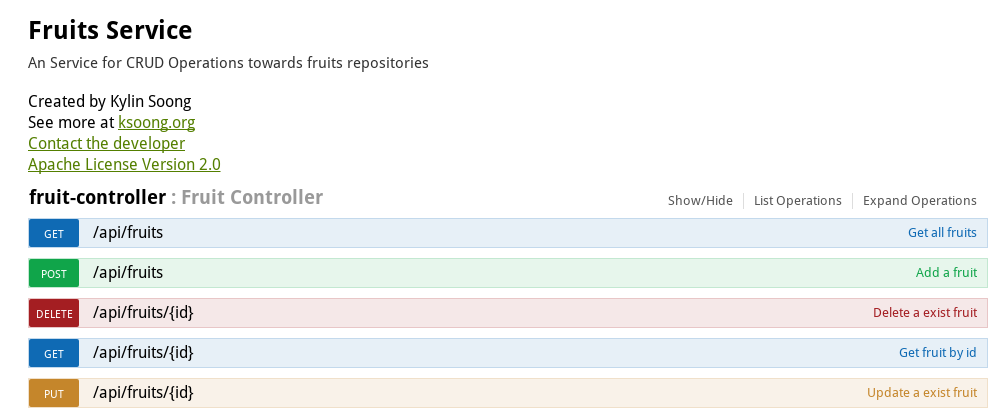 Fruits Service
An Service for CRUD Operations towards fruits repositories
Created by Kylin Soong
See more at ksoong.org
Contact the developer
Apache License Version 2.0
fruit-controller : Fruit Controller Show/Hide List Operations Expand Operations
GET /api/fruits Get all fruits
POST /api/fruits Add a fruit
DELETE /api/fruits/{id} Delete a exist fruit
GET /api/fruits/{id} Get fruit by id
PUT /api/fruits/{id} Update a exist fruit